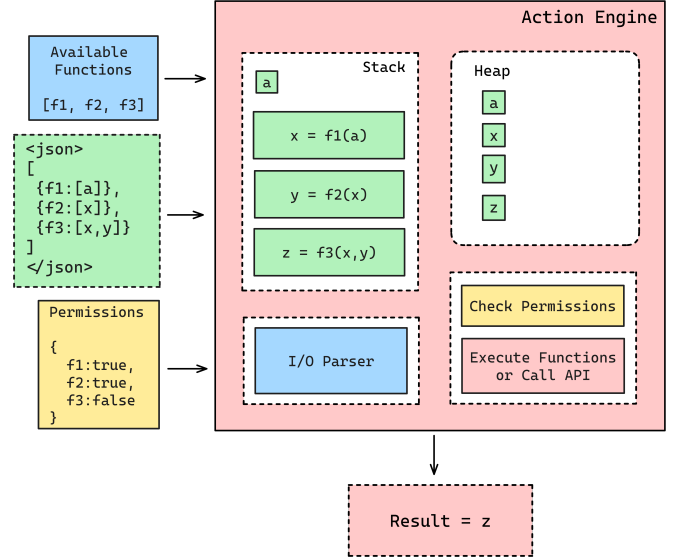 Action Engine
Available
Functions
[f1, f2, f3]
<json>
[
{f1:[a]},
{f2:[x]},
{f3:[x,y]}
]
</json>
Permissions
{
f1:true,
f2:true,
f3:false
}
Stack
a
x = f1(a)
y = f2(x)
z = f3(x,y)
Heap
a
x
y
z
I/O Parser
Check Permissions
Execute Functions
or Call API
Result = z